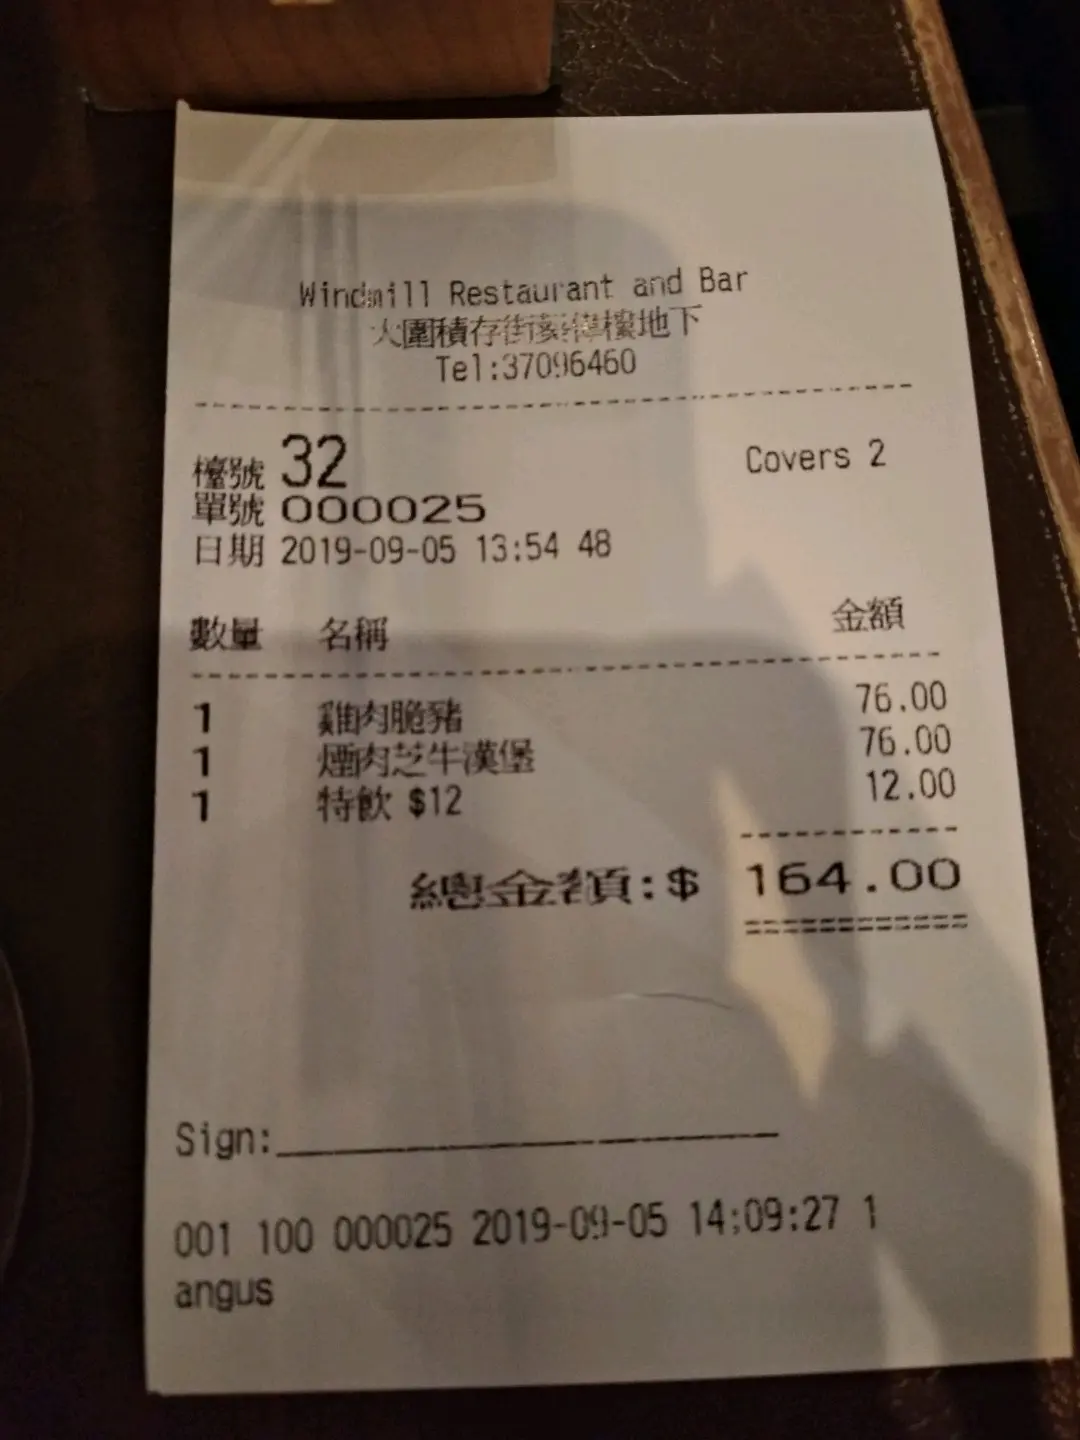 Windmill Restaurant and Bar
大圍積存街 偉樓地下
Tel:37096460
檯號 32 Covers 2
單號 000025
日期 2019-09-05 13:54 48
數量 名稱 金額
1 雞肉脆豬 76.00
1 煙肉芝牛漢堡 76.00
1 特飲 $12 12.00
總金額:$ 164.00
Sign:
001 100 000025 2019-09-05 14:09:27 1
angus